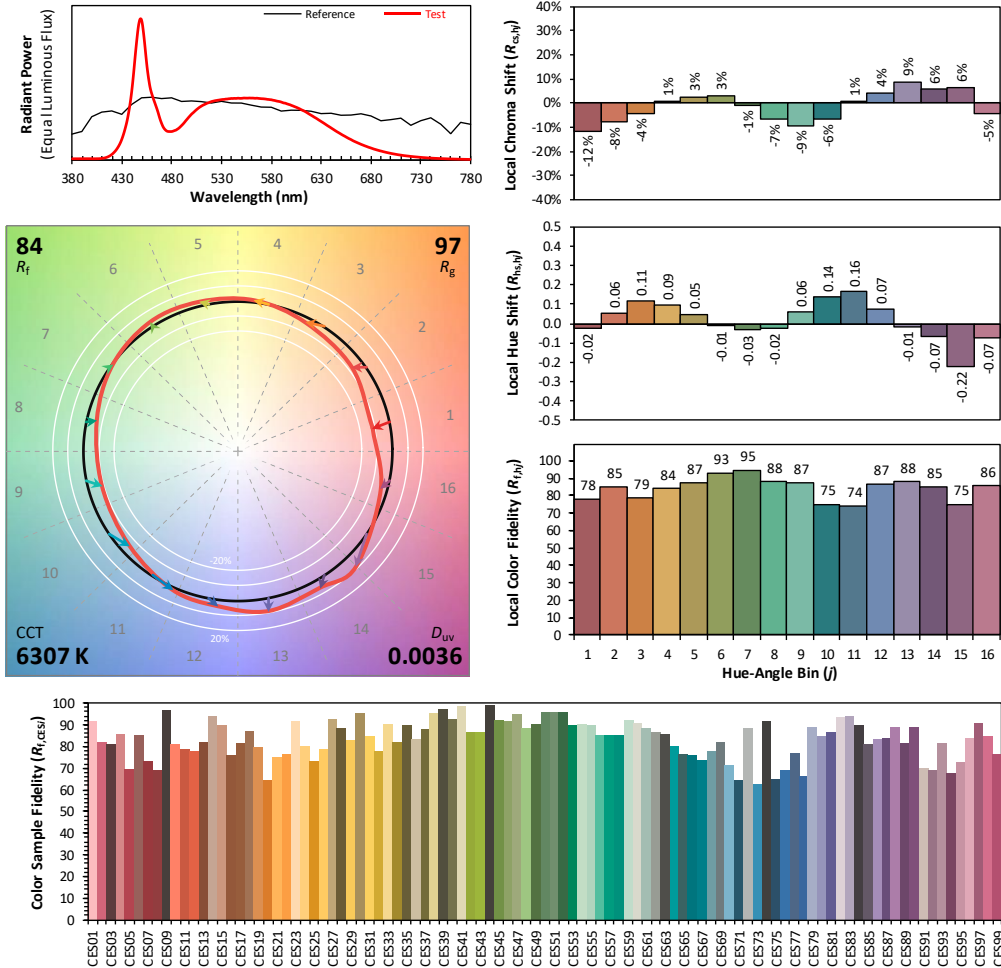 Radiant Power
(Equal Luminous Flux)
Reference
Test
380 430 480 530 580 630 680 730 780
Wavelength (nm)
Local Chroma Shift (Rcs,hj)
40%
30%
20%
10%
0%
-10%
-20%
-30%
-40%
-12% -8% -4% 1% 3% 3% -1% -7% -9% -6% 1% 4% 9% 6% 6% -5%
84
Rf
97
Rg
5 4
6 3
7 2
8 1
9 16
10 15
11 14
12 13
-20%
20%
CCT
6307 K
Duv
0.0036
Local Hue Shift (Rhs,hj)
0.5
0.4
0.3
0.2
0.1
0.0
-0.1
-0.2
-0.3
-0.4
-0.5
-0.02 0.06 0.11 0.09 0.05 -0.01 -0.03 -0.02 0.06 0.14 0.16 0.07 -0.01 -0.07 -0.22 -0.07
Local Color Fidelity (Rf,hj)
100
90
80
70
60
50
40
30
20
10
0
78 85 79 84 87 93 95 88 87 75 74 87 88 85 75 86
1 2 3 4 5 6 7 8 9 10 11 12 13 14 15 16
Hue-Angle Bin (j)
Color Sample Fidelity (Rf,CESi)
100
90
80
70
60
50
40
30
20
10
0
CES01 CES03 CES05 CES07 CES09 CES11 CES13 CES15 CES17 CES19 CES21 CES23 CES25 CES27 CES29 CES31 CES33 CES35 CES37 CES39 CES41 CES43 CES45 CES47 CES49 CES51 CES53 CES55 CES57 CES59 CES61 CES63 CES65 CES67 CES69 CES71 CES73 CES75 CES77 CES79 CES81 CES83 CES85 CES87 CES89 CES91 CES93 CES95 CES97 CES99